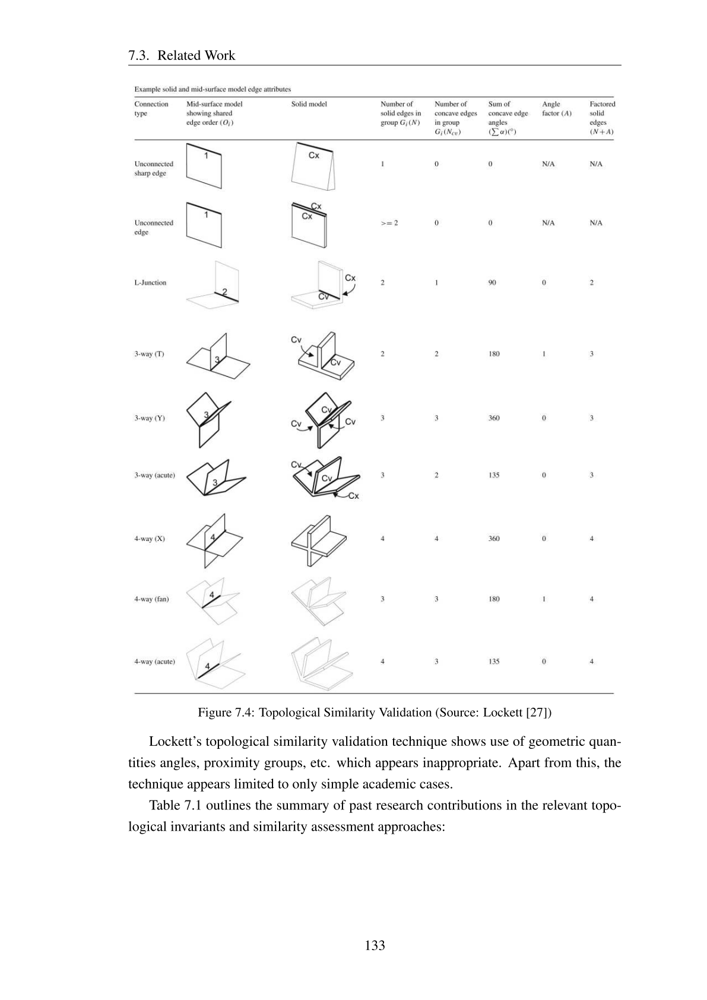 7.3. Related Work
Example solid and mid-surface model edge attributes
Connection type Mid-surface model showing shared edge order (Oi) Solid model Number of solid edges in group Gi(N) Number of concave edges in group Gi(Ncv) Sum of concave edge angles (∑α)(°) Angle factor (A) Factored solid edges (N+A)
Unconnected sharp edge 1 Cx 1 0 0 N/A N/A
Unconnected edge 1 Cx Cx >= 2 0 0 N/A N/A
L-Junction 2 Cv Cx 2 1 90 0 2
3-way (T) 3 Cv Cv 2 2 180 1 3
3-way (Y) 3 Cv Cv Cv 3 3 360 0 3
3-way (acute) 3 Cv Cv Cx 3 2 135 0 3
4-way (X) 4 4 4 360 0 4
4-way (fan) 4 3 3 180 1 4
4-way (acute) 4 4 3 135 0 4
Figure 7.4: Topological Similarity Validation (Source: Lockett [27])
Lockett’s topological similarity validation technique shows use of geometric quan-
tities angles, proximity groups, etc. which appears inappropriate. Apart from this, the
technique appears limited to only simple academic cases.
Table 7.1 outlines the summary of past research contributions in the relevant topo-
logical invariants and similarity assessment approaches:
133